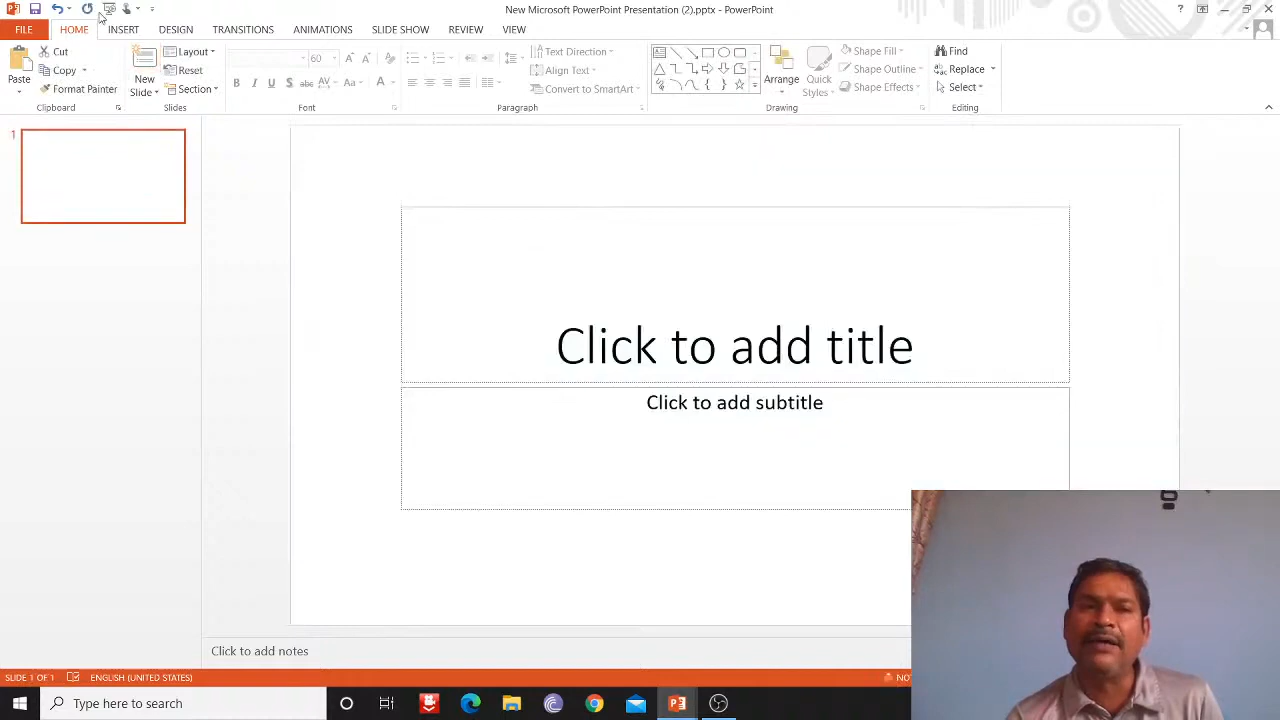 New Microsoft PowerPoint Presentation (2).pptx - PowerPoint
FILE HOME INSERT DESIGN TRANSITIONS ANIMATIONS SLIDE SHOW REVIEW VIEW
Paste
Cut
Copy
Format Painter
Clipboard
New
Slide
Layout
Reset
Section
Slides
60
B I U S abc AV Aa A
Font
Text Direction
Align Text
Convert to SmartArt
Paragraph
Arrange
Quick
Styles
Shape Fill
Shape Outline
Shape Effects
Drawing
Find
Replace
Select
Editing
1
Click to add title
Click to add subtitle
Click to add notes
SLIDE 1 OF 1 ENGLISH (UNITED STATES)
Type here to search